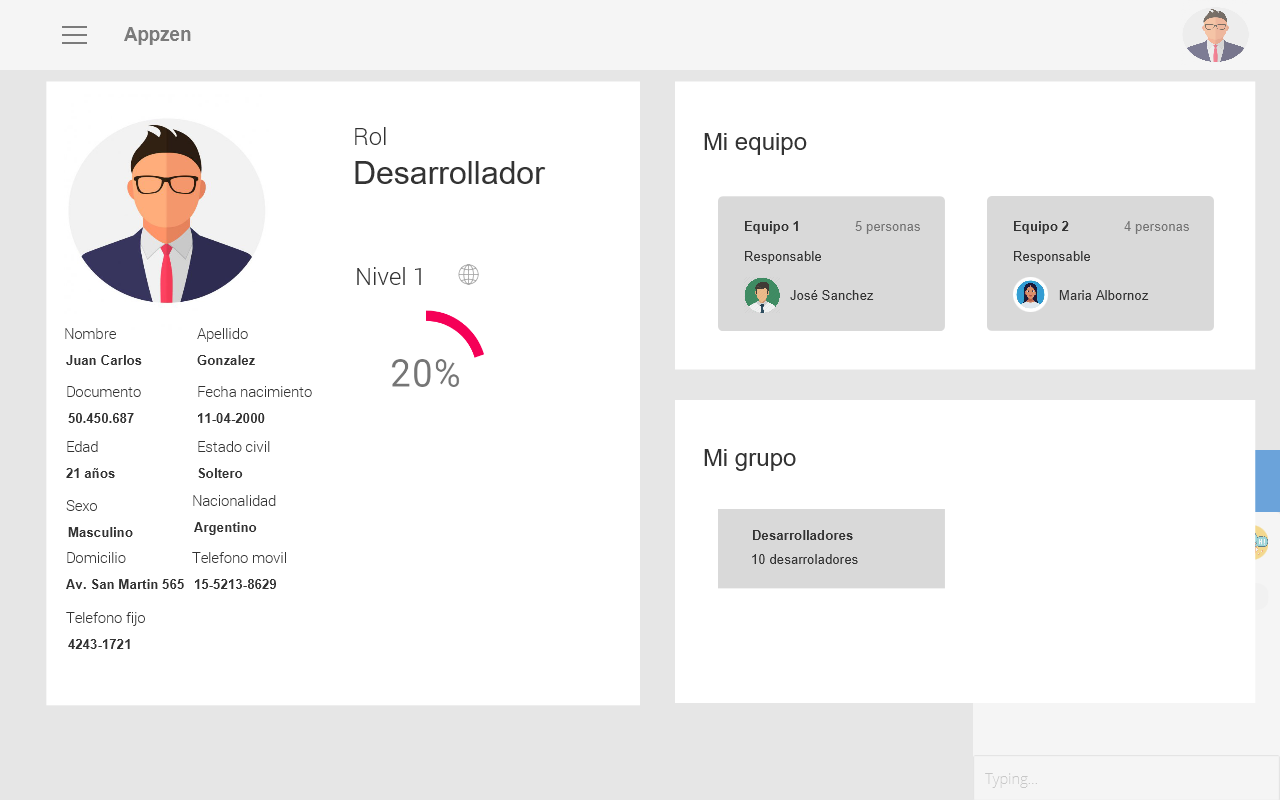 Appzen
Rol
Desarrollador
Nivel 1
20%
Nombre Apellido
Juan Carlos Gonzalez
Documento Fecha nacimiento
50.450.687 11-04-2000
Edad Estado civil
21 años Soltero
Sexo Nacionalidad
Masculino Argentino
Domicilio Telefono movil
Av. San Martin 565 15-5213-8629
Telefono fijo
4243-1721
Mi equipo
Equipo 1 5 personas
Responsable
José Sanchez
Equipo 2 4 personas
Responsable
Maria Albornoz
Mi grupo
Desarrolladores
10 desarroladores
Typing...